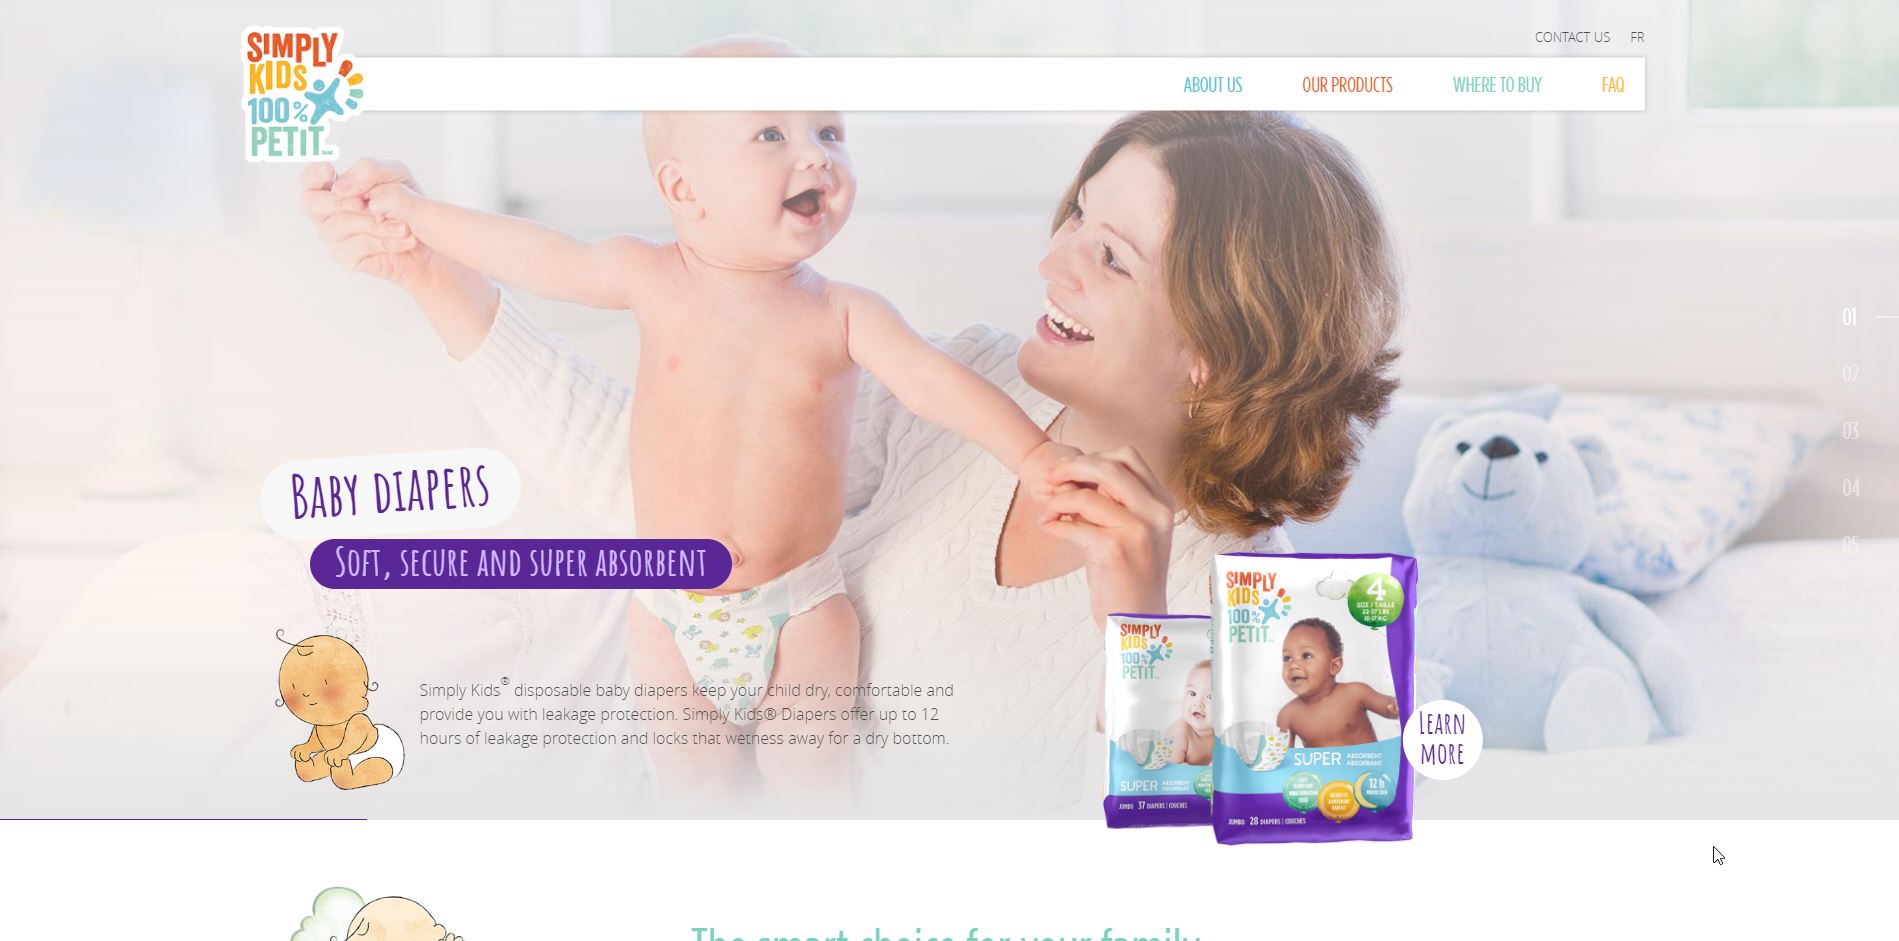 CONTACT US FR
SIMPLY
KIDS
100%
PETIT
ABOUT US OUR PRODUCTS WHERE TO BUY FAQ
01
02
03
04
05
BABY DIAPERS
SOFT, SECURE AND SUPER ABSORBENT
Simply Kids® disposable baby diapers keep your child dry, comfortable and
provide you with leakage protection. Simply Kids® Diapers offer up to 12
hours of leakage protection and locks that wetness away for a dry bottom.
SIMPLY
KIDS
100%
PETIT
SUPER ABSORBENT
ABSORBANT
JUMBO 37 DIAPERS | COUCHES
SIMPLY
KIDS
100%
PETIT
4
SIZE / TAILLE
22-37 LBS
10-17 KG
SUPER ABSORBENT
ABSORBANT
12 h
PROTECTION
JUMBO 28 DIAPERS | COUCHES
LEARN
MORE
The smart choice for your family